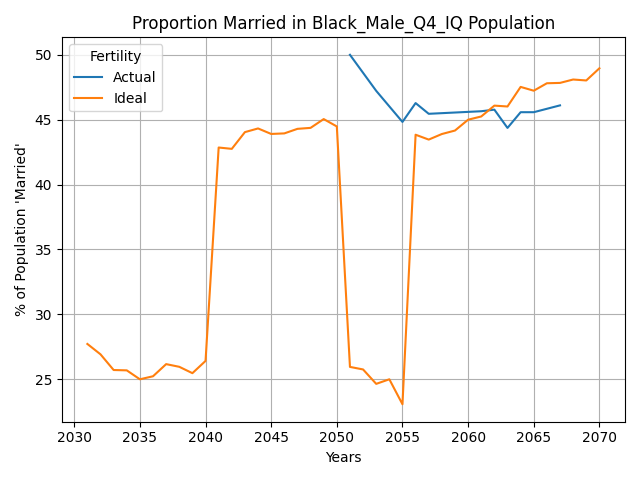 Proportion Married in Black_Male_Q4_IQ Population
Fertility
Actual
Ideal
% of Population 'Married'
50
45
40
35
30
25
2030 2035 2040 2045 2050 2055 2060 2065 2070
Years